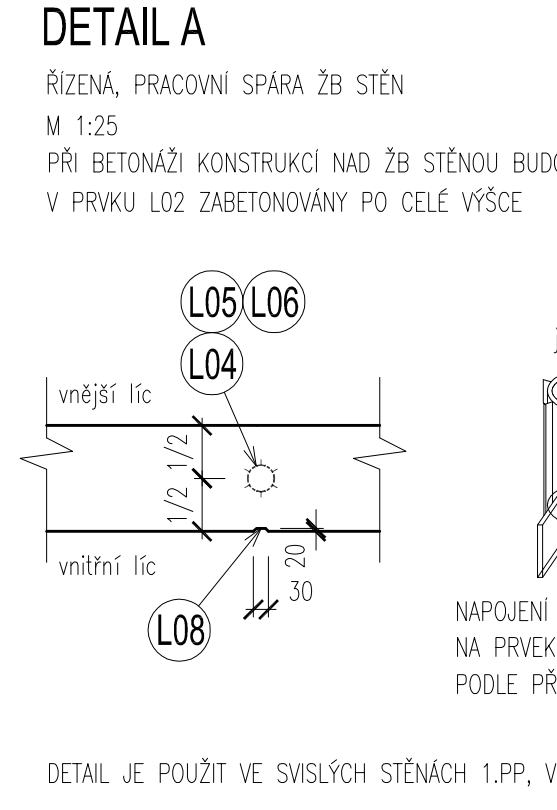 DETAIL A
ŘÍZENÁ, PRACOVNÍ SPÁRA ŽB STĚN
M 1:25
PŘI BETONÁŽI KONSTRUKCÍ NAD ŽB STĚNOU
V PRVKU L02 ZABETONOVÁNY PO CELÉ VÝŠCE
L05 L06
L04
vnější líc
1/2
1/2
vnitřní líc
20
30
L08
NAPOJENÍ
NA PRVEK
PODLE
DETAIL JE POUŽIT VE SVISLÝCH STĚNÁCH 1.PP, V